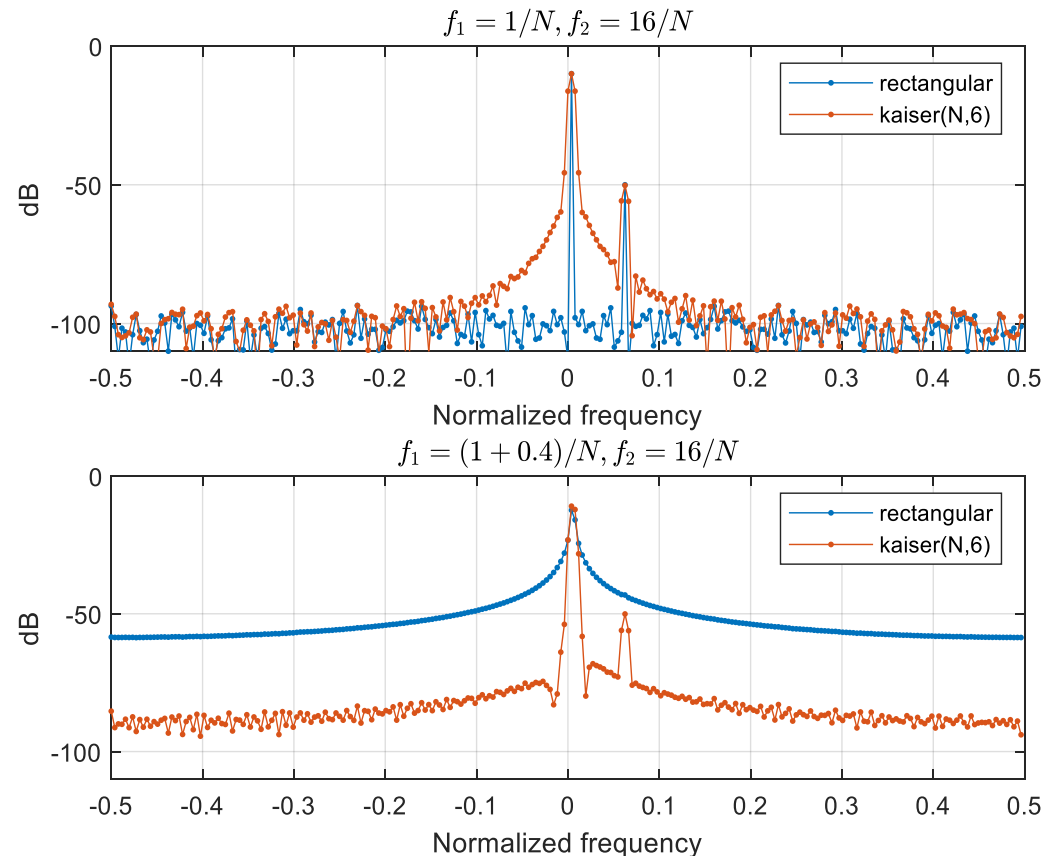 f₁ = 1/N, f₂ = 16/N
0
-50
-100
dB
rectangular
kaiser(N,6)
-0.5 -0.4 -0.3 -0.2 -0.1 0 0.1 0.2 0.3 0.4 0.5
Normalized frequency
f₁ = (1 + 0.4)/N, f₂ = 16/N
0
-50
-100
dB
rectangular
kaiser(N,6)
-0.5 -0.4 -0.3 -0.2 -0.1 0 0.1 0.2 0.3 0.4 0.5
Normalized frequency